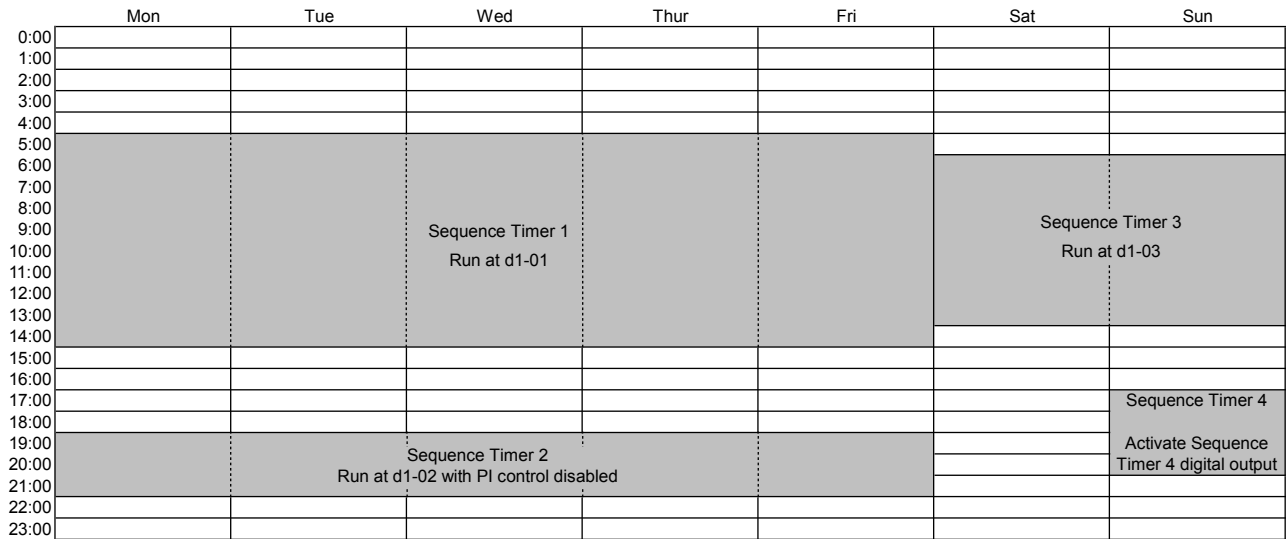 Mon Tue Wed Thur Fri Sat Sun
0:00
1:00
2:00
3:00
4:00
5:00
6:00
7:00
8:00
9:00
10:00
11:00
12:00
13:00
14:00
15:00
16:00
17:00
18:00
19:00
20:00
21:00
22:00
23:00
Sequence Timer 1
Run at d1-01
Sequence Timer 3
Run at d1-03
Sequence Timer 4
Activate Sequence
Timer 4 digital output
Sequence Timer 2
Run at d1-02 with PI control disabled